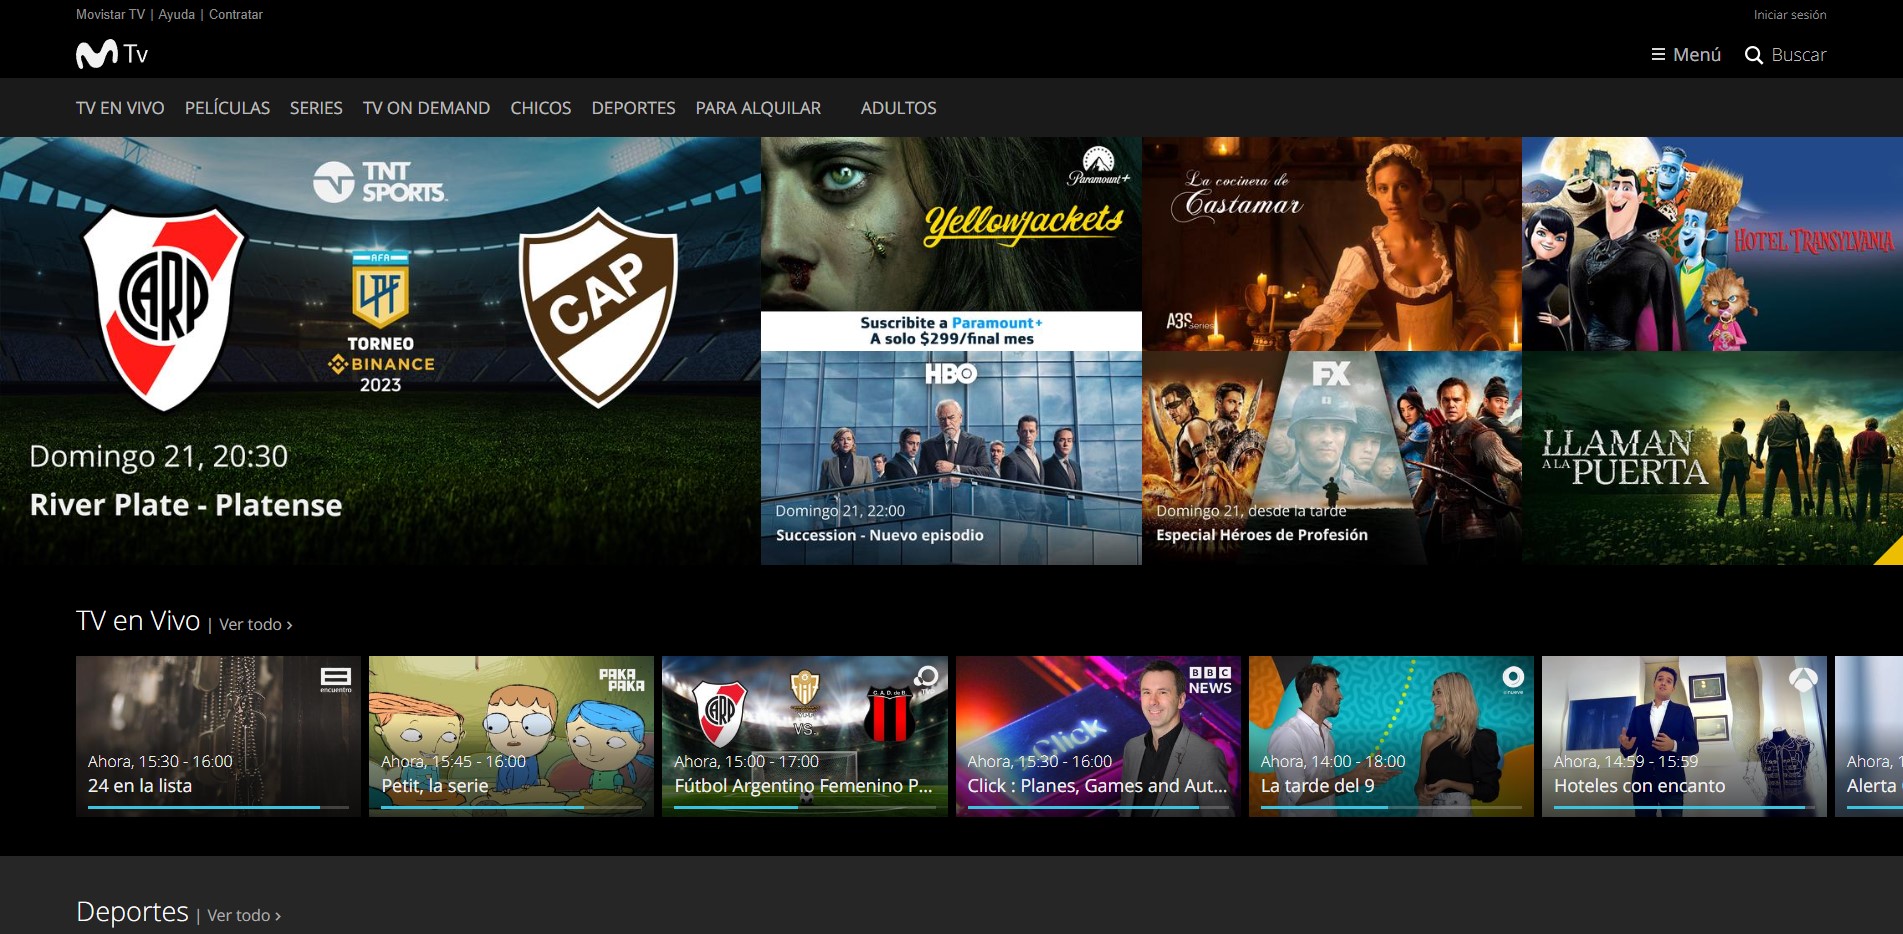 Movistar TV | Ayuda | Contratar
Iniciar sesión
Tv
Menú
Buscar
TV EN VIVO PELÍCULAS SERIES TV ON DEMAND CHICOS DEPORTES PARA ALQUILAR ADULTOS
TNT
SPORTS
CARP
AFA
LPF
TORNEO
BINANCE
2023
CAP
Domingo 21, 20:30
River Plate - Platense
Paramount+
Yellowjackets
Suscribite a Paramount+
A solo $299/final mes
La cocinera de
Castamar
A3Series
HOTEL TRANSYLVANIA
HBO
Domingo 21, 22:00
Succession - Nuevo episodio
FX
Domingo 21, desde la tarde
Especial Héroes de Profesión
LLAMAN
A LA PUERTA
TV en Vivo | Ver todo ›
encuentro
Ahora, 15:30 - 16:00
24 en la lista
PAKA
PAKA
Ahora, 15:45 - 16:00
Petit, la serie
CARP
VS.
C.A.D. de B.
Ahora, 15:00 - 17:00
Fútbol Argentino Femenino P...
BBC
NEWS
Click
Ahora, 15:30 - 16:00
Click : Planes, Games and Aut...
Ahora, 14:00 - 18:00
La tarde del 9
Ahora, 14:59 - 15:59
Hoteles con encanto
Ahora, 1
Alerta
Deportes | Ver todo ›